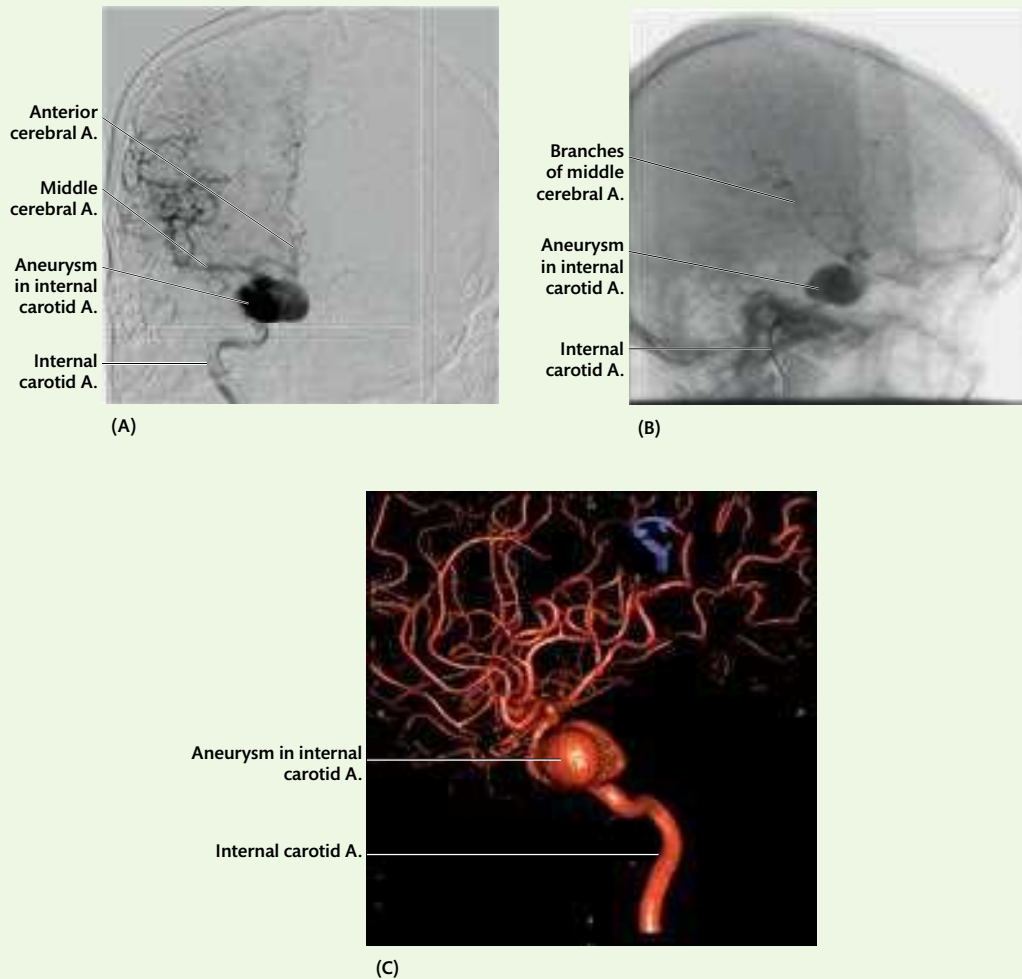 Anterior
cerebral A.
Middle
cerebral A.
Aneurysm
in internal
carotid A.
Internal
carotid A.
(A)
Branches
of middle
cerebral A.
Aneurysm
in internal
carotid A.
Internal
carotid A.
(B)
Aneurysm in internal
carotid A.
Internal carotid A.
(C)